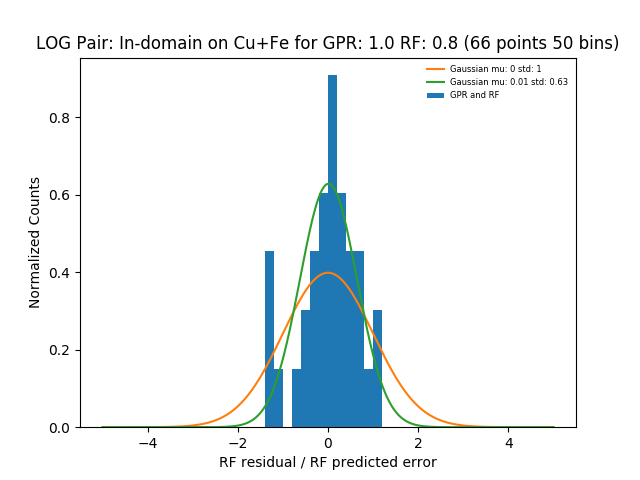 LOG Pair: In-domain on Cu+Fe for GPR: 1.0 RF: 0.8 (66 points 50 bins)
Gaussian mu: 0 std: 1
Gaussian mu: 0.01 std: 0.63
GPR and RF
Normalized Counts
0.8
0.6
0.4
0.2
0.0
−4 −2 0 2 4
RF residual / RF predicted error